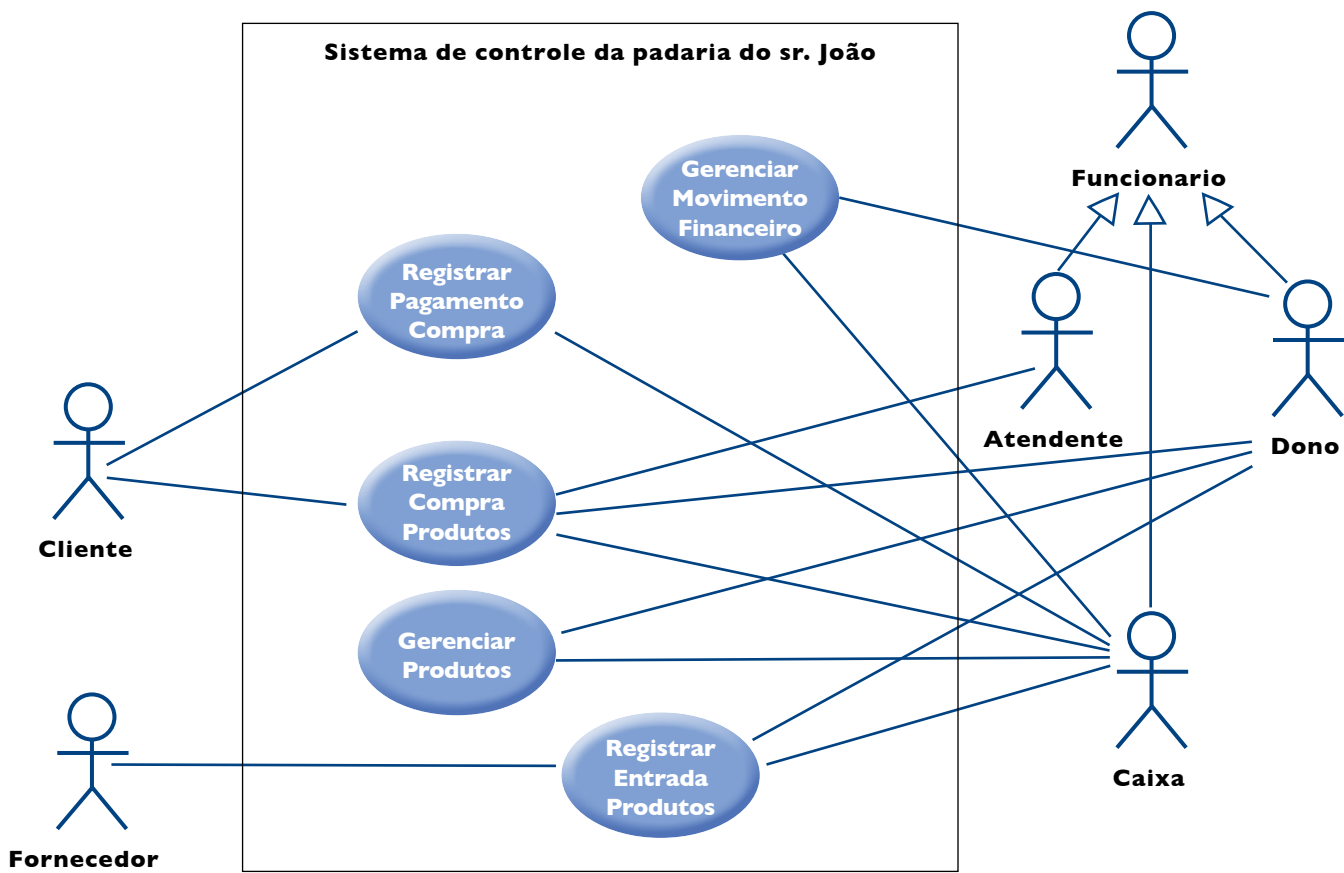 Sistema de controle da padaria do sr. João
Funcionario
Gerenciar
Movimento
Financeiro
Registrar
Pagamento
Compra
Atendente
Dono
Registrar
Compra
Produtos
Cliente
Gerenciar
Produtos
Registrar
Entrada
Produtos
Caixa
Fornecedor